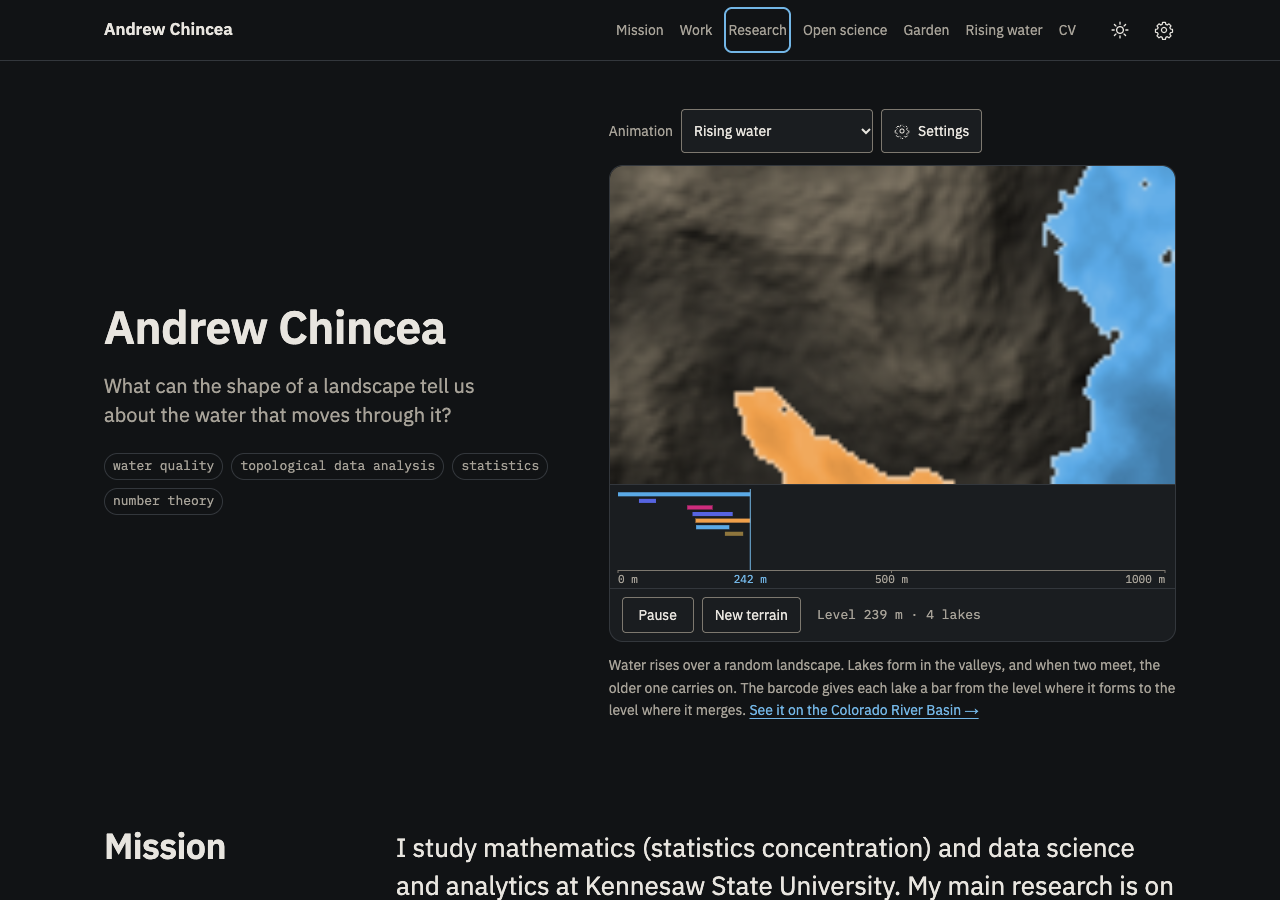 Andrew Chincea
Mission Work Research Open science Garden Rising water CV
Animation Rising water Settings
Andrew Chincea
What can the shape of a landscape tell us
about the water that moves through it?
water quality topological data analysis statistics
number theory
0 m 242 m 500 m 1000 m
Pause New terrain Level 239 m · 4 lakes
Water rises over a random landscape. Lakes form in the valleys, and when two meet, the
older one carries on. The barcode gives each lake a bar from the level where it forms to the
level where it merges. See it on the Colorado River Basin →
Mission
I study mathematics (statistics concentration) and data science
and analytics at Kennesaw State University. My main research is on